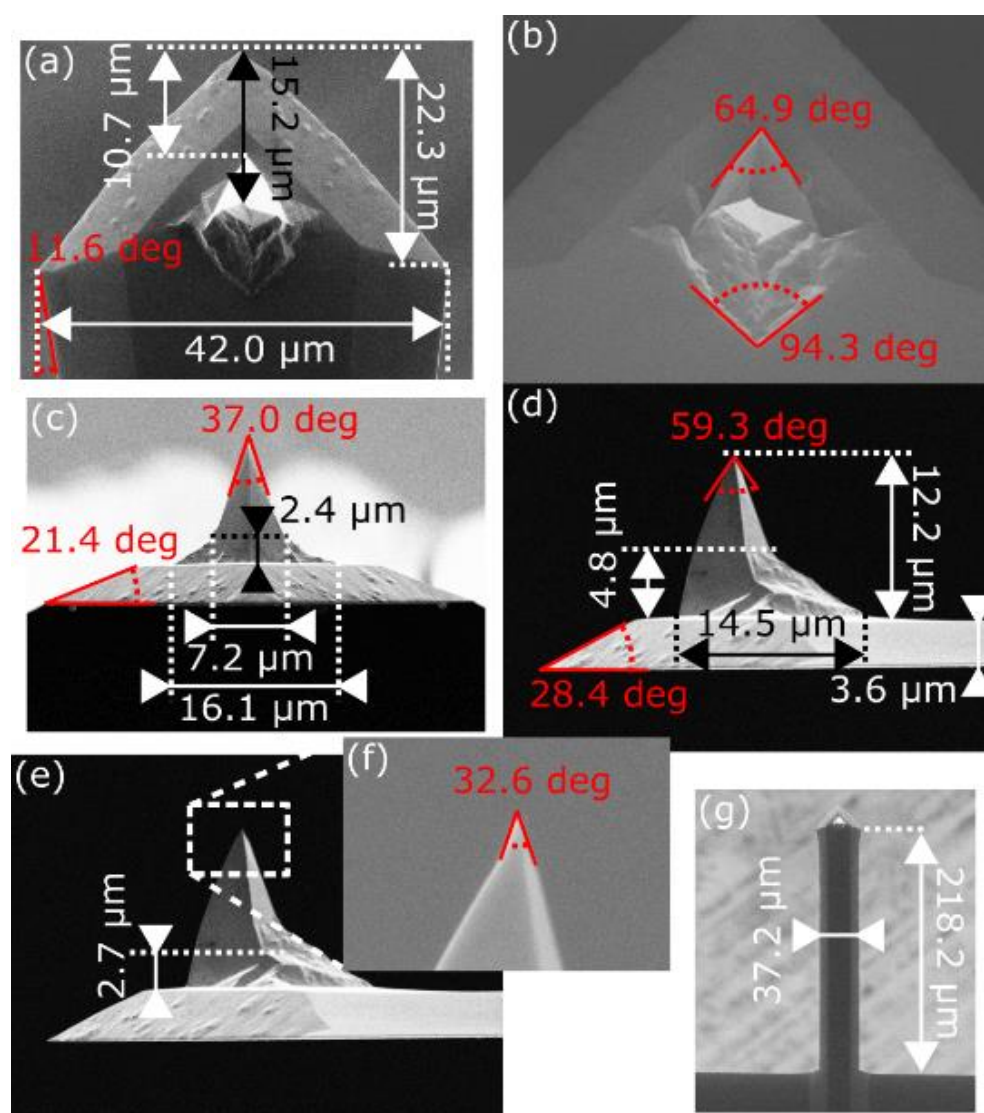 (a)
10.7 µm
15.2 µm
22.3 µm
11.6 deg
42.0 µm
(b)
64.9 deg
94.3 deg
(c)
37.0 deg
2.4 µm
21.4 deg
7.2 µm
16.1 µm
(d)
59.3 deg
12.2 µm
4.8 µm
14.5 µm
3.6 µm
28.4 deg
(e)
2.7 µm
(f)
32.6 deg
(g)
37.2 µm
218.2 µm